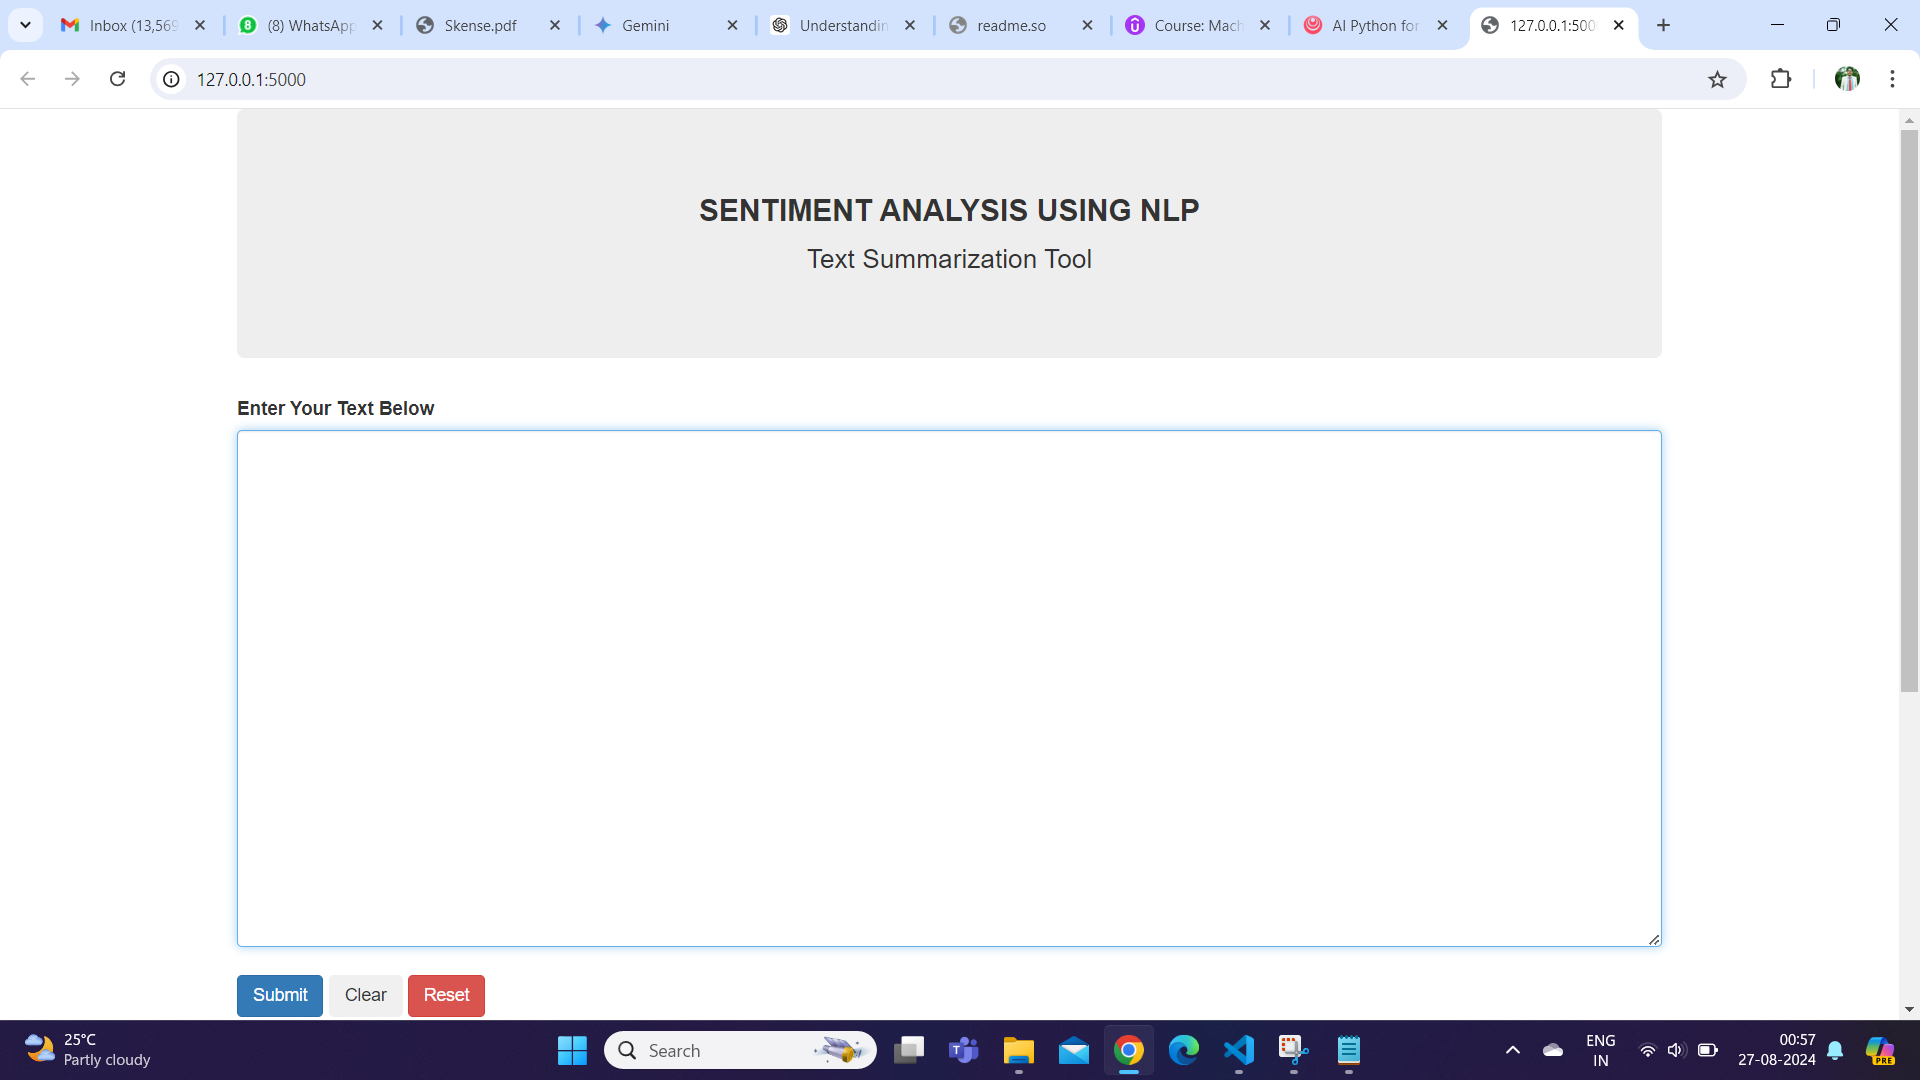 Inbox (13,569
(8) WhatsApp
Skense.pdf
Gemini
Understandin
readme.so
Course: Mach
AI Python for
127.0.0.1:500
127.0.0.1:5000
SENTIMENT ANALYSIS USING NLP
Text Summarization Tool
Enter Your Text Below
Submit
Clear
Reset
25°C
Partly cloudy
Search
ENG
IN
00:57
27-08-2024
PRE